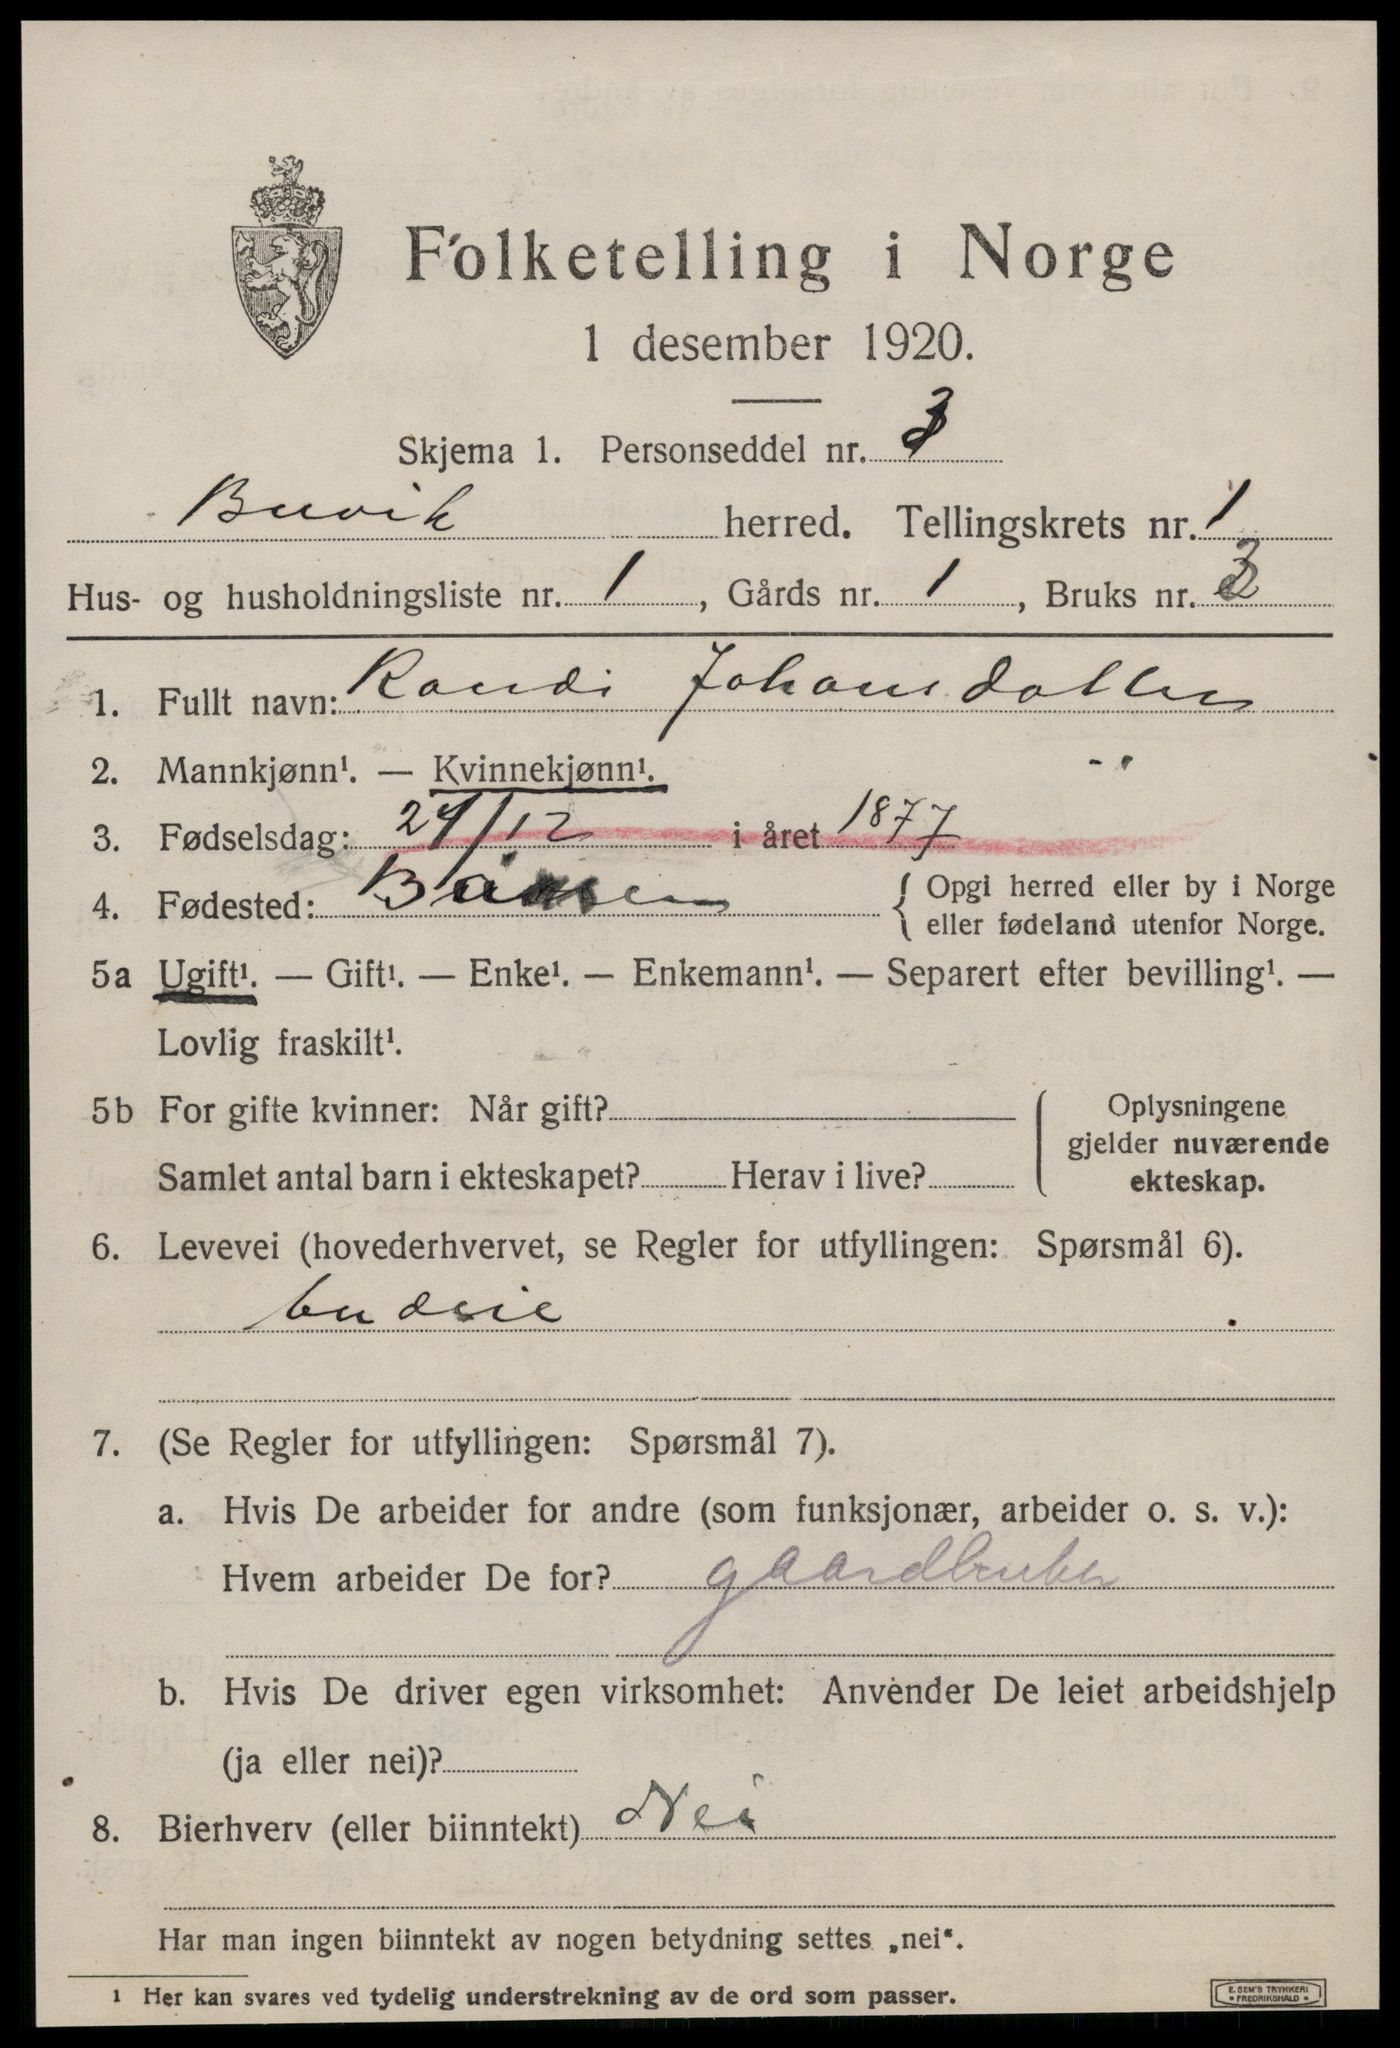 Folketelling i Norge
1 desember 1920.
Skjema 1. Personseddel nr. 3
Buvik herred. Tellingskrets nr. 1
Hus- og husholdningsliste nr. 1, Gårds nr. 1, Bruks nr. 3
1. Fullt navn: Randi Johansdatter
2. Mannkjønn¹. — Kvinnekjønn¹.
3. Fødselsdag: 24/12 i året 1877
4. Fødested: Børsen { Opgi herred eller by i Norge
eller fødeland utenfor Norge.
5a Ugift¹. — Gift¹. — Enke¹. — Enkemann¹. — Separert efter bevilling¹. —
Lovlig fraskilt¹.
5b For gifte kvinner: Når gift?
Samlet antal barn i ekteskapet? Herav i live?
Oplysningene
gjelder nuværende
ekteskap.
6. Levevei (hovederhvervet, se Regler for utfyllingen: Spørsmål 6).
budeie
7. (Se Regler for utfyllingen: Spørsmål 7).
a. Hvis De arbeider for andre (som funksjonær, arbeider o. s. v.):
Hvem arbeider De for? gaardbruker
b. Hvis De driver egen virksomhet: Anvender De leiet arbeidshjelp
(ja eller nei)?
8. Bierhverv (eller biinntekt) Nei
Har man ingen biinntekt av nogen betydning settes „nei".
1 Her kan svares ved tydelig understrekning av de ord som passer.
E. SEM'S TRYKKERI
* FREDRIKSHALD *